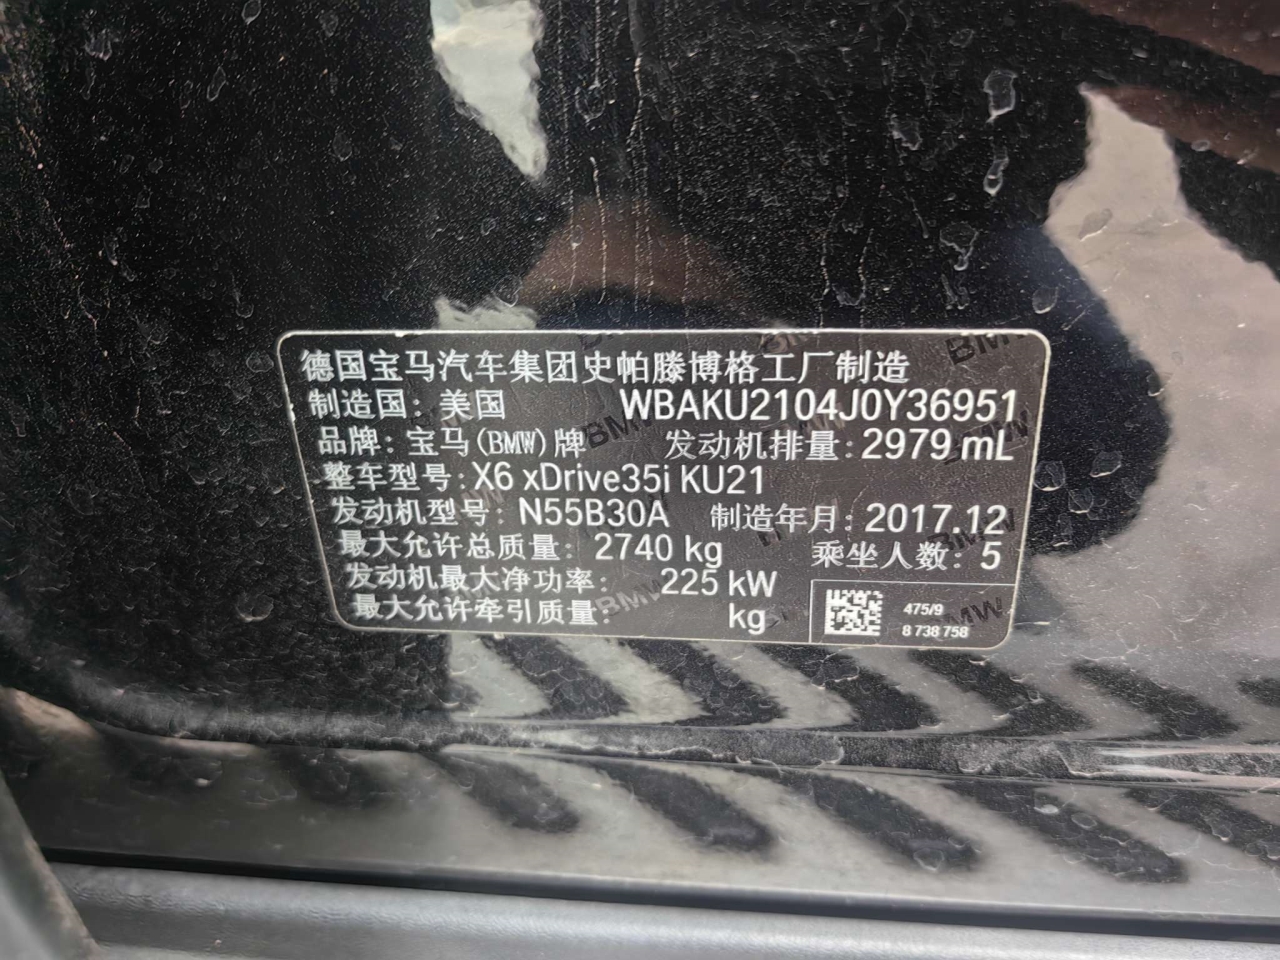 德国宝马汽车集团史帕滕博格工厂制造
制造国：美国 WBAKU2104J0Y36951
品牌：宝马(BMW)牌 发动机排量：2979 mL
整车型号：X6 xDrive35i KU21
发动机型号：N55B30A 制造年月：2017.12
最大允许总质量：2740 kg 乘坐人数：5
发动机最大净功率：225 kW
最大允许牵引质量： kg
475/9
8 738 758